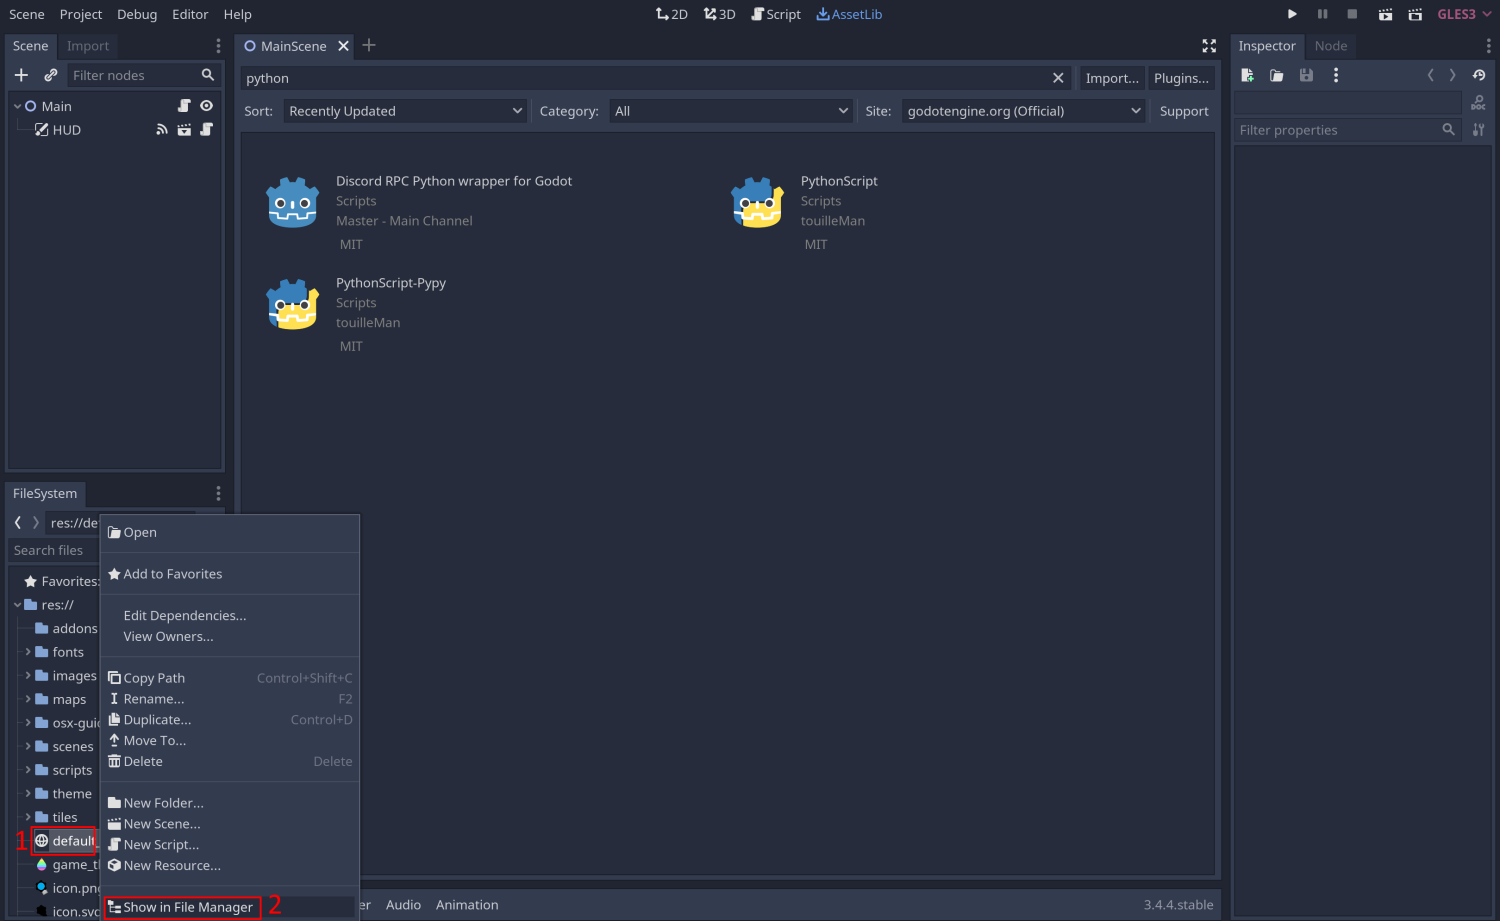 Scene Project Debug Editor Help 2D 3D Script AssetLib GLES3
Scene Import MainScene Inspector Node
Filter nodes
python Import... Plugins...
Main
HUD
Sort: Recently Updated Category: All Site: godotengine.org (Official) Support
Filter properties
Discord RPC Python wrapper for Godot
Scripts
Master - Main Channel
MIT
PythonScript
Scripts
touilleMan
MIT
PythonScript-Pypy
Scripts
touilleMan
MIT
FileSystem
res://de
Search files
Favorites:
res://
addons
fonts
images
maps
osx-guid
scenes
scripts
theme
tiles
1 default
game_t
icon.png
icon.svg
Open
Add to Favorites
Edit Dependencies...
View Owners...
Copy Path Control+Shift+C
Rename... F2
Duplicate... Control+D
Move To...
Delete Delete
New Folder...
New Scene...
New Script...
New Resource...
Show in File Manager 2
er Audio Animation 3.4.4.stable